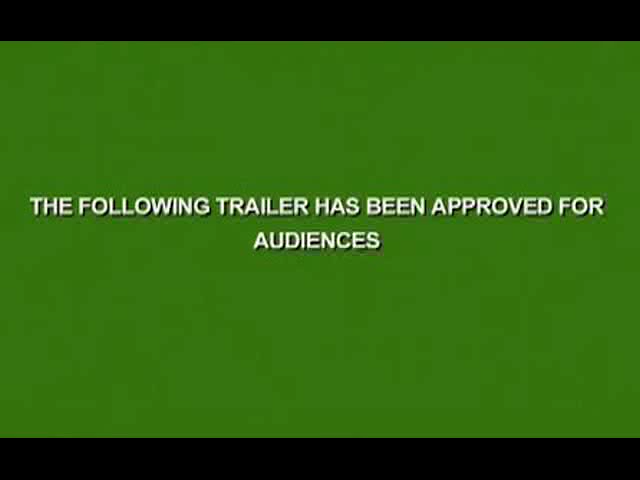 THE FOLLOWING TRAILER HAS BEEN APPROVED FOR
AUDIENCES